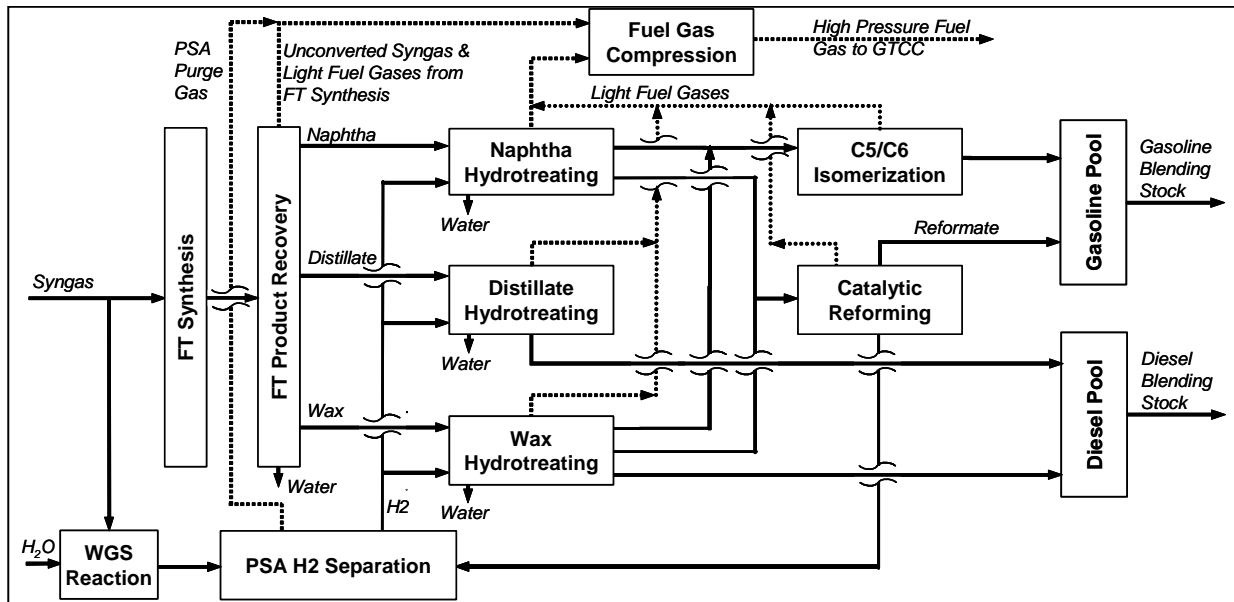 PSA
Purge
Gas
Unconverted Syngas &
Light Fuel Gases from
FT Synthesis
Fuel Gas
Compression
High Pressure Fuel
Gas to GTCC
Light Fuel Gases
Naphtha
Naphtha
Hydrotreating
C5/C6
Isomerization
Gasoline Pool
Gasoline
Blending
Stock
Water
Reformate
Syngas
FT Synthesis
FT Product Recovery
Distillate
Distillate
Hydrotreating
Catalytic
Reforming
Water
Diesel Pool
Diesel
Blending
Stock
Wax
Wax
Hydrotreating
Water
H2
Water
H2O
WGS
Reaction
PSA H2 Separation